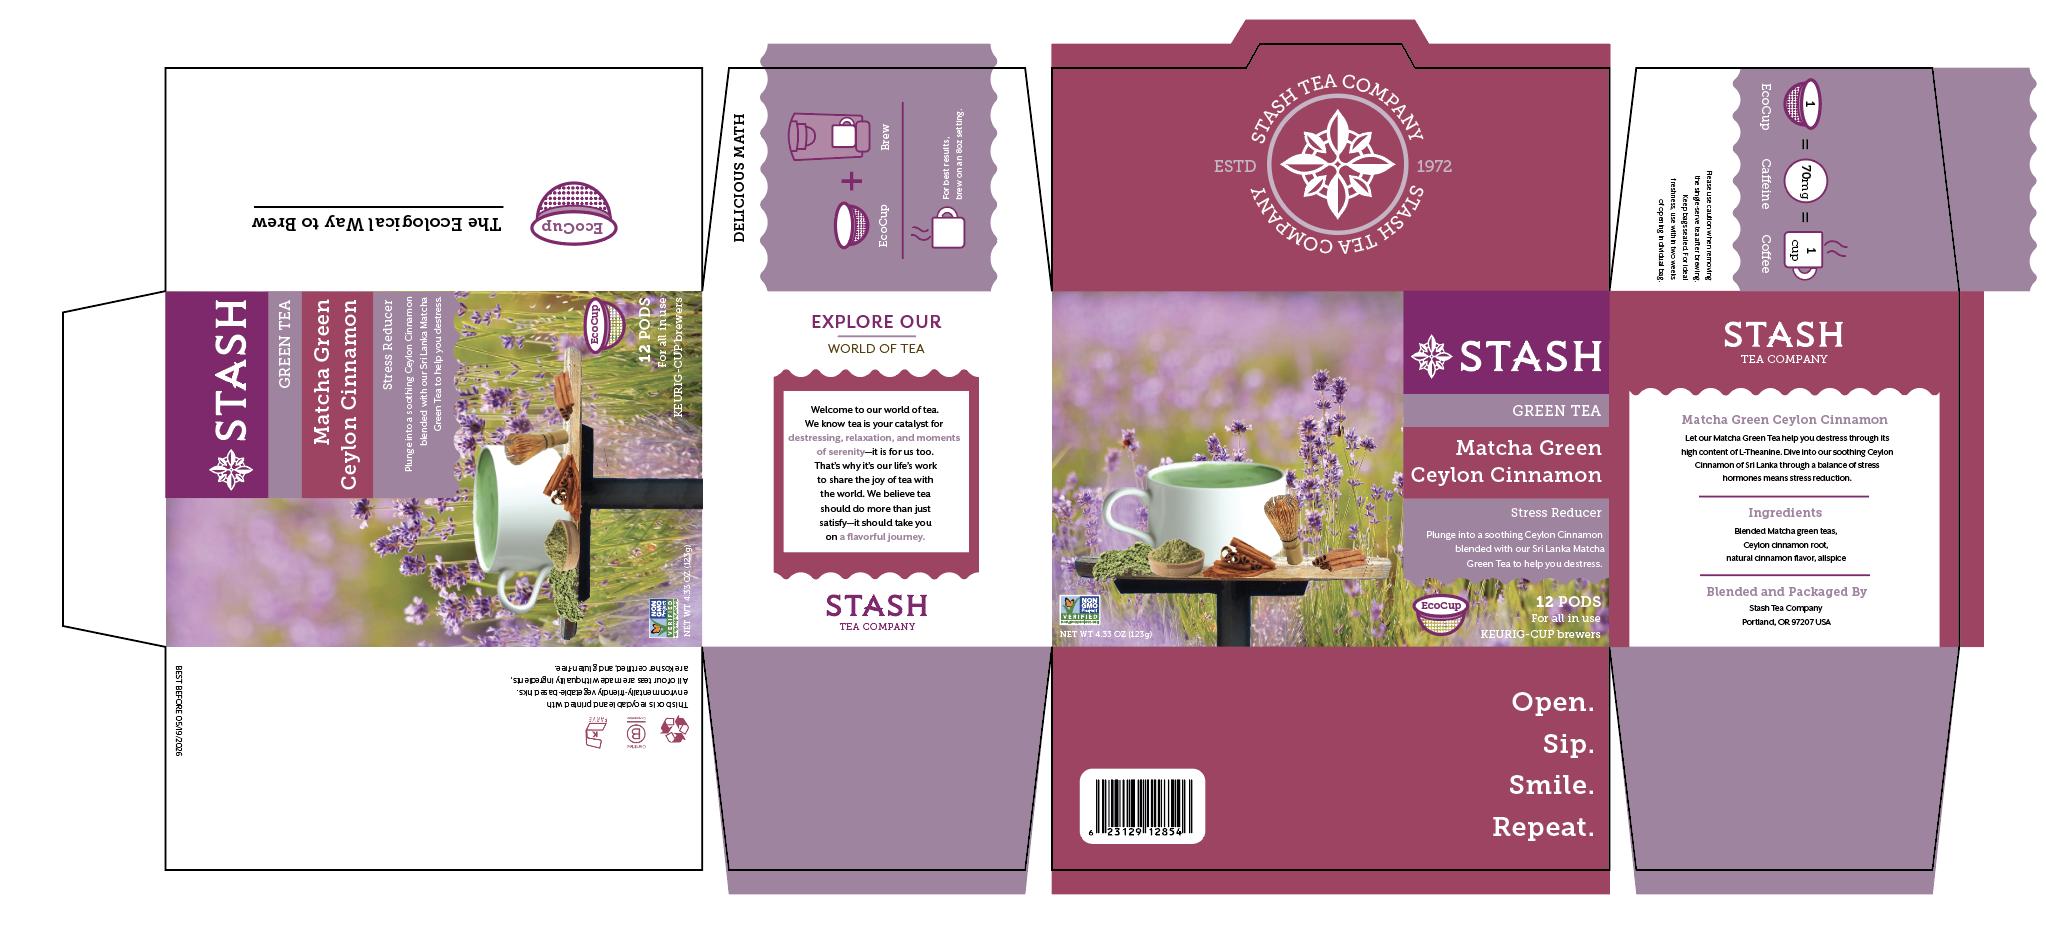 The Ecological Way to Brew
EcoCup
STASH
GREEN TEA
Matcha Green
Ceylon Cinnamon
Stress Reducer
Plunge into a soothing Ceylon Cinnamon
blended with our Sri Lanka Matcha
Green Tea to help you destress.
EcoCup
12 PODS
For all in use
KEURIG-CUP brewers
NON
GMO
Project
VERIFIED
NET WT 4.33 OZ (123g)
BEST BEFORE 05/19/2026
This box is recyclable and printed with
environmentally-friendly vegetable-based inks.
All of our teas are made with quality ingredients,
are kosher certified, and gluten-free.
Certified
B
K
PARVE
DELICIOUS MATH
EcoCup
+
Brew
For best results,
brew on an 8oz setting.
EXPLORE OUR
WORLD OF TEA
Welcome to our world of tea.
We know tea is your catalyst for
destressing, relaxation, and moments
of serenity—it is for us too.
That's why it's our life's work
to share the joy of tea with
the world. We believe tea
should do more than just
satisfy—it should take you
on a flavorful journey.
STASH
TEA COMPANY
STASH TEA COMPANY
ESTD
1972
STASH TEA COMPANY
STASH
GREEN TEA
Matcha Green
Ceylon Cinnamon
Stress Reducer
Plunge into a soothing Ceylon Cinnamon
blended with our Sri Lanka Matcha
Green Tea to help you destress.
EcoCup
12 PODS
For all in use
KEURIG-CUP brewers
NON
GMO
Project
VERIFIED
NET WT 4.33 OZ (123g)
Open.
Sip.
Smile.
Repeat.
6 23129 12854
1
EcoCup
=
70mg
Caffeine
=
1
cup
Coffee
Please use caution when removing
the single-serve tea after brewing.
Keep bag sealed. For ideal
freshness, use within two weeks
of opening individual bag.
STASH
TEA COMPANY
Matcha Green Ceylon Cinnamon
Let our Matcha Green Tea help you destress through its
high content of L-Theanine. Dive into our soothing Ceylon
Cinnamon of Sri Lanka through a balance of stress
hormones means stress reduction.
Ingredients
Blended Matcha green teas,
Ceylon cinnamon root,
natural cinnamon flavor, allspice
Blended and Packaged By
Stash Tea Company
Portland, OR 97207 USA